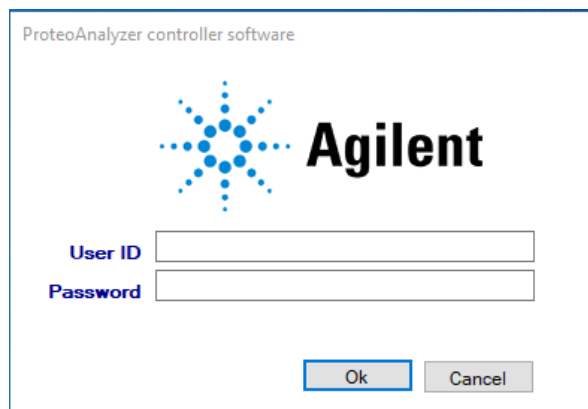 ProteoAnalyzer controller software
Agilent
User ID
Password
Ok Cancel